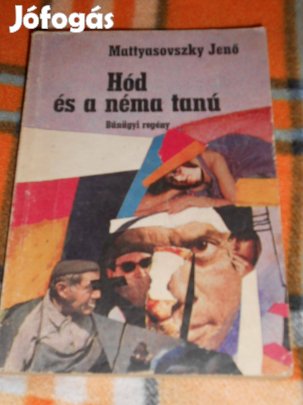 Jófogás
Mattyasovszky Jenő
Hód
és a néma tanú
Bűnügyi regény